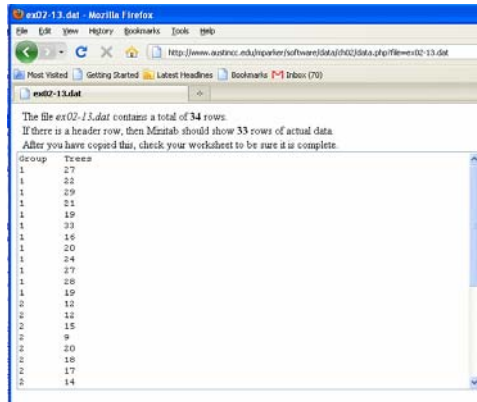 ex02-13.dat - Mozilla Firefox
File Edit View History Bookmarks Tools Help
http://www.austincc.edu/mparker/software/data/ch02/data.php?file=ex02-13.dat
Most Visited Getting Started Latest Headlines Bookmarks Inbox (70)
ex02-13.dat
The file ex02-13.dat contains a total of 34 rows.
If there is a header row, then Minitab should show 33 rows of actual data.
After you have copied this, check your worksheet to be sure it is complete.
Group Trees
1 27
1 22
1 29
1 21
1 19
1 33
1 16
1 20
1 24
1 27
1 28
1 19
2 12
2 12
2 15
2 9
2 20
2 18
2 17
2 14